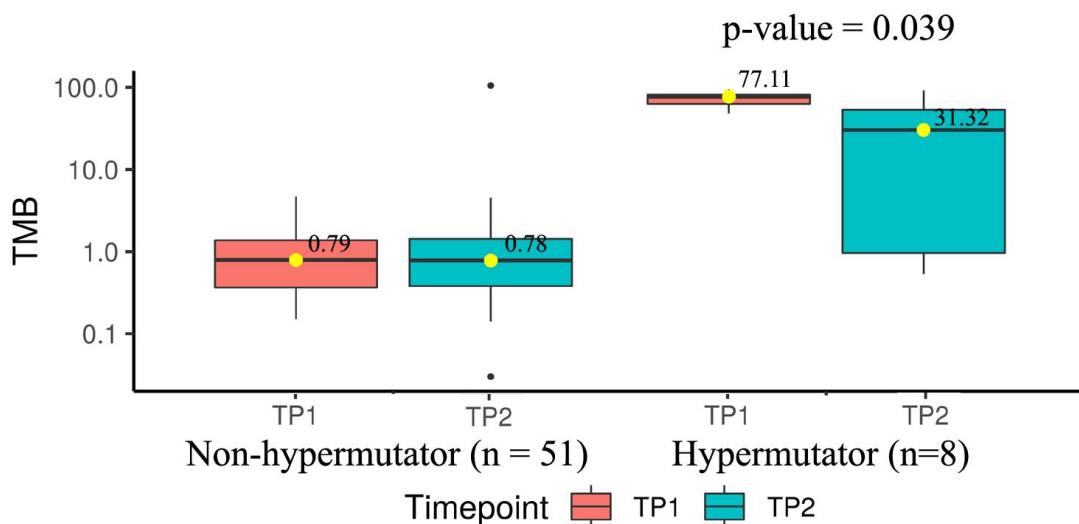 p-value = 0.039
100.0
10.0
1.0
0.1
TMB
0.79
0.78
77.11
31.32
TP1
TP2
TP1
TP2
Non-hypermutator (n = 51)
Hypermutator (n=8)
Timepoint
TP1
TP2